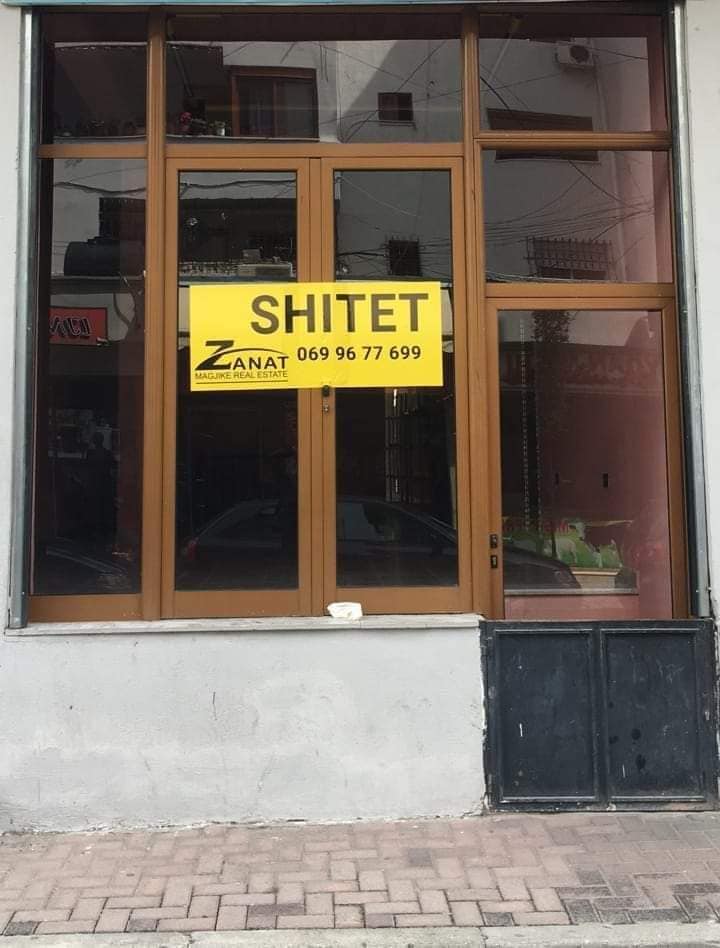 SHITET
ZANAT
MAGJIKE REAL ESTATE
069 96 77 699